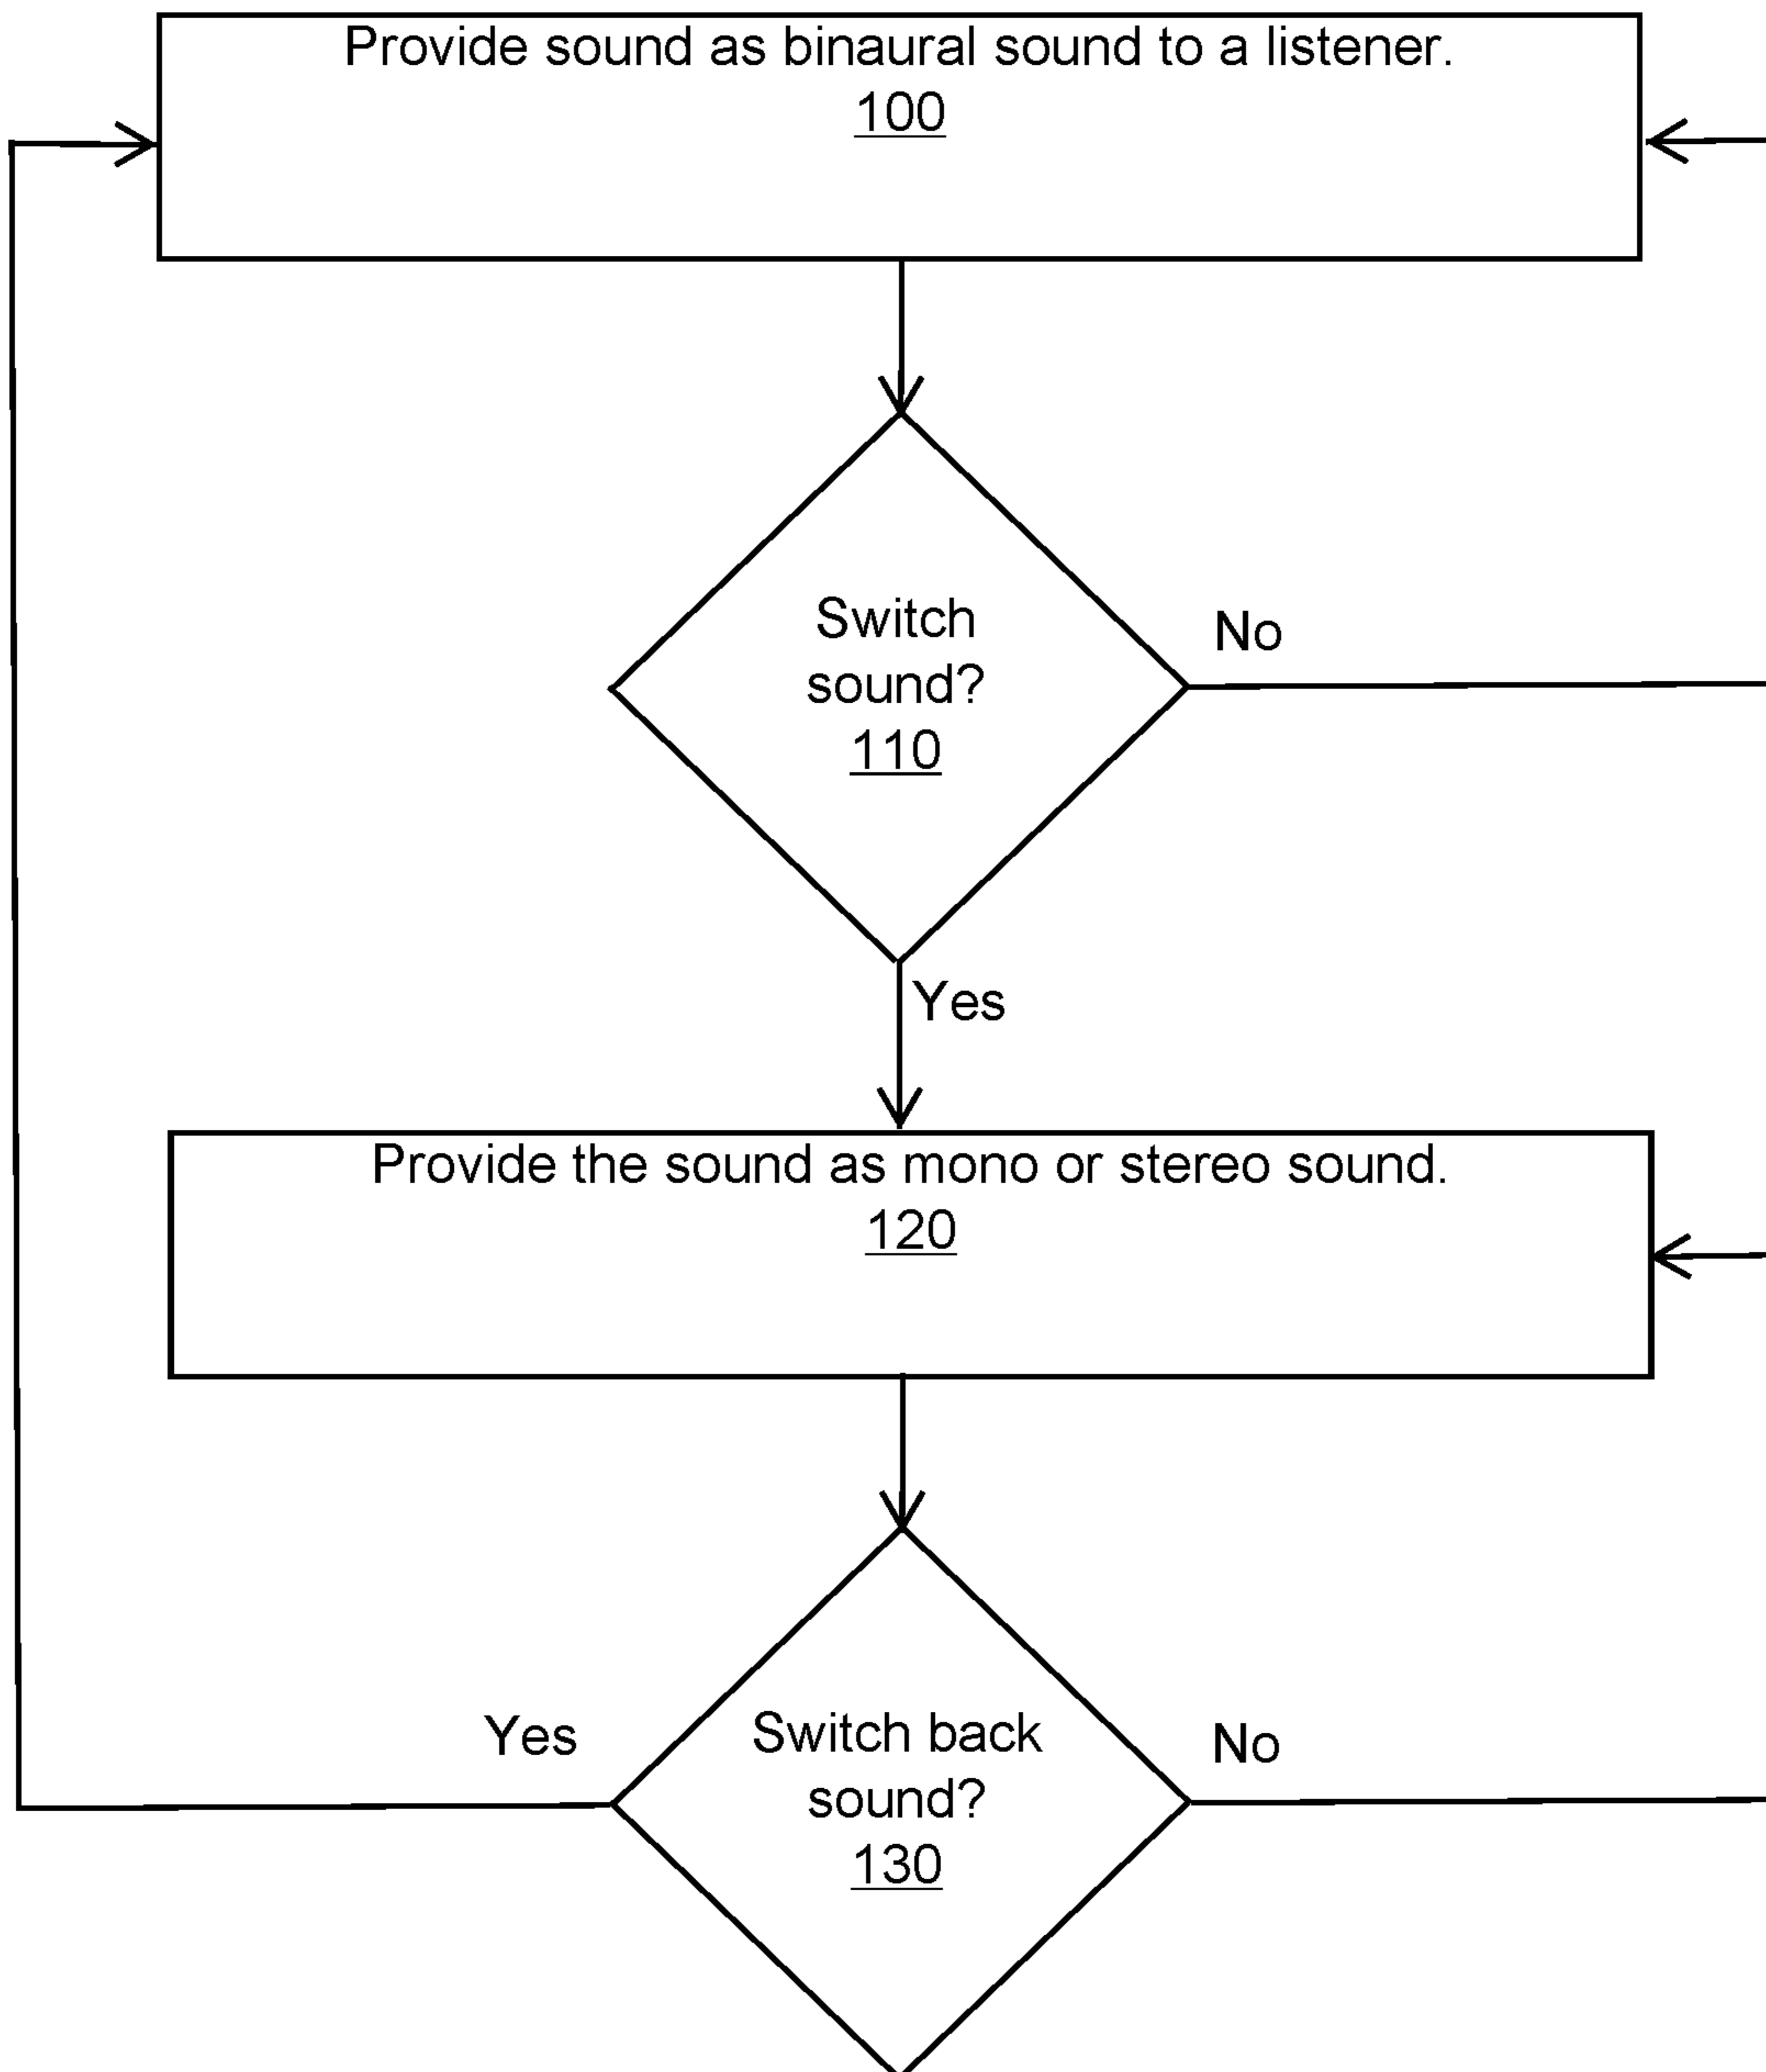 Provide sound as binaural sound to a listener.
100
Switch
sound?
110
No
Yes
Provide the sound as mono or stereo sound.
120
Yes
Switch back
sound?
130
No